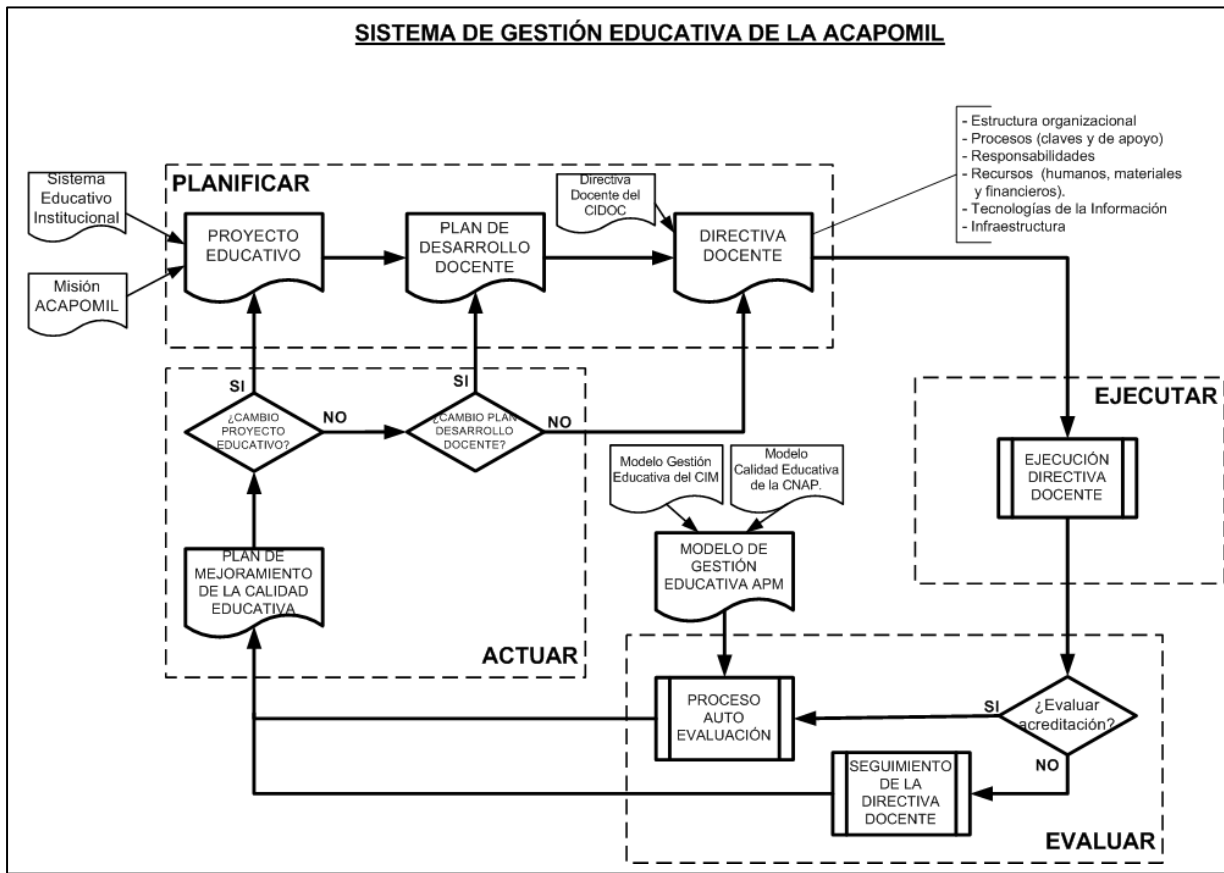 SISTEMA DE GESTIÓN EDUCATIVA DE LA ACAPOMIL
- Estructura organizacional
- Procesos (claves y de apoyo)
- Responsabilidades
- Recursos (humanos, materiales
y financieros).
- Tecnologías de la Información
- Infraestructura
Sistema
Educativo
Institucional
Misión
ACAPOMIL
PLANIFICAR
PROYECTO
EDUCATIVO
PLAN DE
DESARROLLO
DOCENTE
Directiva
Docente del
CIDOC
DIRECTIVA
DOCENTE
SI
¿CAMBIO
PROYECTO
EDUCATIVO?
NO
SI
¿CAMBIO PLAN
DESARROLLO
DOCENTE?
NO
PLAN DE
MEJORAMIENTO
DE LA CALIDAD
EDUCATIVA
ACTUAR
Modelo Gestión
Educativa del CIM
Modelo
Calidad Educativa
de la CNAP.
MODELO DE
GESTIÓN
EDUCATIVA APM
EJECUTAR
EJECUCIÓN
DIRECTIVA
DOCENTE
PROCESO
AUTO
EVALUACIÓN
SI
¿Evaluar
acreditación?
NO
SEGUIMIENTO
DE LA
DIRECTIVA
DOCENTE
EVALUAR